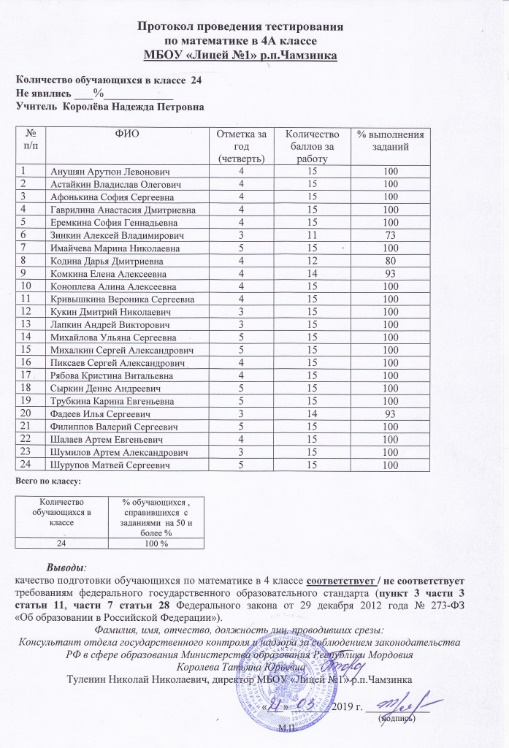 Протокол проведения тестирования
по математике в 4А классе
МБОУ «Лицей №1» р.п.Чамзинка
Количество обучающихся в классе 24
Не явились ___%____________
Учитель Королёва Надежда Петровна
№ п/п ФИО Отметка за год (четверть) Количество баллов за работу % выполнения заданий
1 Анушян Арутюн Левонович 4 15 100
2 Астайкин Владислав Олегович 4 15 100
3 Афонькина София Сергеевна 4 15 100
4 Гаврилина Анастасия Дмитриевна 4 15 100
5 Еремкина София Геннадьевна 4 15 100
6 Зинкин Алексей Владимирович 3 11 73
7 Имайчева Марина Николаевна 5 15 100
8 Кодина Дарья Дмитриевна 4 12 80
9 Комкина Елена Алексеевна 4 14 93
10 Коноплева Алина Алексеевна 4 15 100
11 Кривышкина Вероника Сергеевна 4 15 100
12 Кукин Дмитрий Николаевич 3 15 100
13 Лапкин Андрей Викторович 3 15 100
14 Михайлова Ульяна Сергеевна 5 15 100
15 Михалкин Сергей Александрович 5 15 100
16 Пиксаев Сергей Александрович 4 15 100
17 Рябова Кристина Витальевна 4 15 100
18 Сыркин Денис Андреевич 5 15 100
19 Трубкина Карина Евгеньевна 5 15 100
20 Фадеев Илья Сергеевич 3 14 93
21 Филиппов Валерий Сергеевич 5 15 100
22 Шалаев Артем Евгеньевич 4 15 100
23 Шумилов Артем Александрович 3 15 100
24 Шурупов Матвей Сергеевич 5 15 100
Всего по классу:
Количество обучающихся в классе % обучающихся , справившихся с заданиями на 50 и более %
24 100 %
Выводы:
качество подготовки обучающихся по математике в 4 классе соответствует / не соответствует
требованиям федерального государственного образовательного стандарта (пункт 3 части 3
статьи 11, части 7 статьи 28 Федерального закона от 29 декабря 2012 года № 273-ФЗ
«Об образовании в Российской Федерации»).
Фамилия, имя, отчество, должность лиц, проводивших срезы:
Консультант отдела государственного контроля и надзора за соблюдением законодательства
РФ в сфере образования Министерства образования Республики Мордовия
Королева Татьяна Юрьевна
Туленин Николай Николаевич, директор МБОУ «Лицей №1» р.п.Чамзинка
03 2019 г.
(подпись)
М.П.